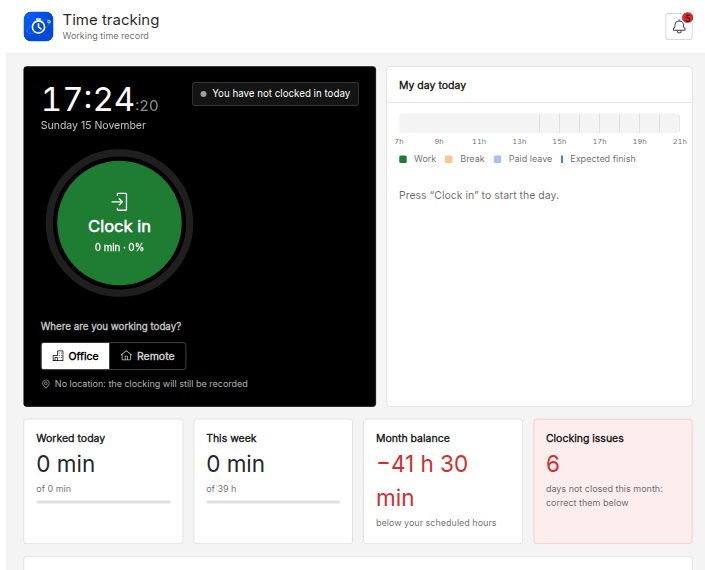 Time tracking
Working time record
5
17:24:20
Sunday 15 November
You have not clocked in today
Clock in
0 min · 0%
Where are you working today?
Office
Remote
No location: the clocking will still be recorded
My day today
7h 9h 11h 13h 15h 17h 19h 21h
Work Break Paid leave Expected finish
Press “Clock in” to start the day.
Worked today
0 min
of 0 min
This week
0 min
of 39 h
Month balance
−41 h 30
min
below your scheduled hours
Clocking issues
6
days not closed this month:
correct them below